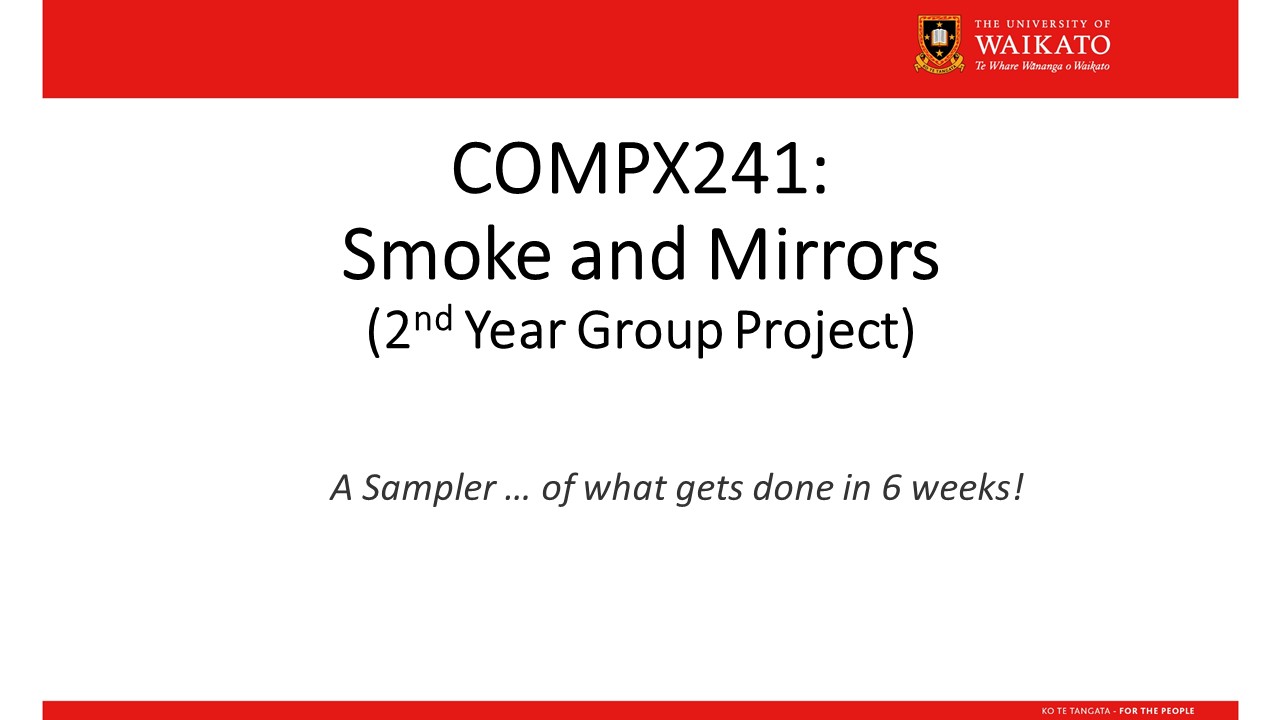 THE UNIVERSITY OF
WAIKATO
Te Whare Wānanga o Waikato
COMPX241:
Smoke and Mirrors
(2nd Year Group Project)
A Sampler ... of what gets done in 6 weeks!
KO TE TANGATA - FOR THE PEOPLE